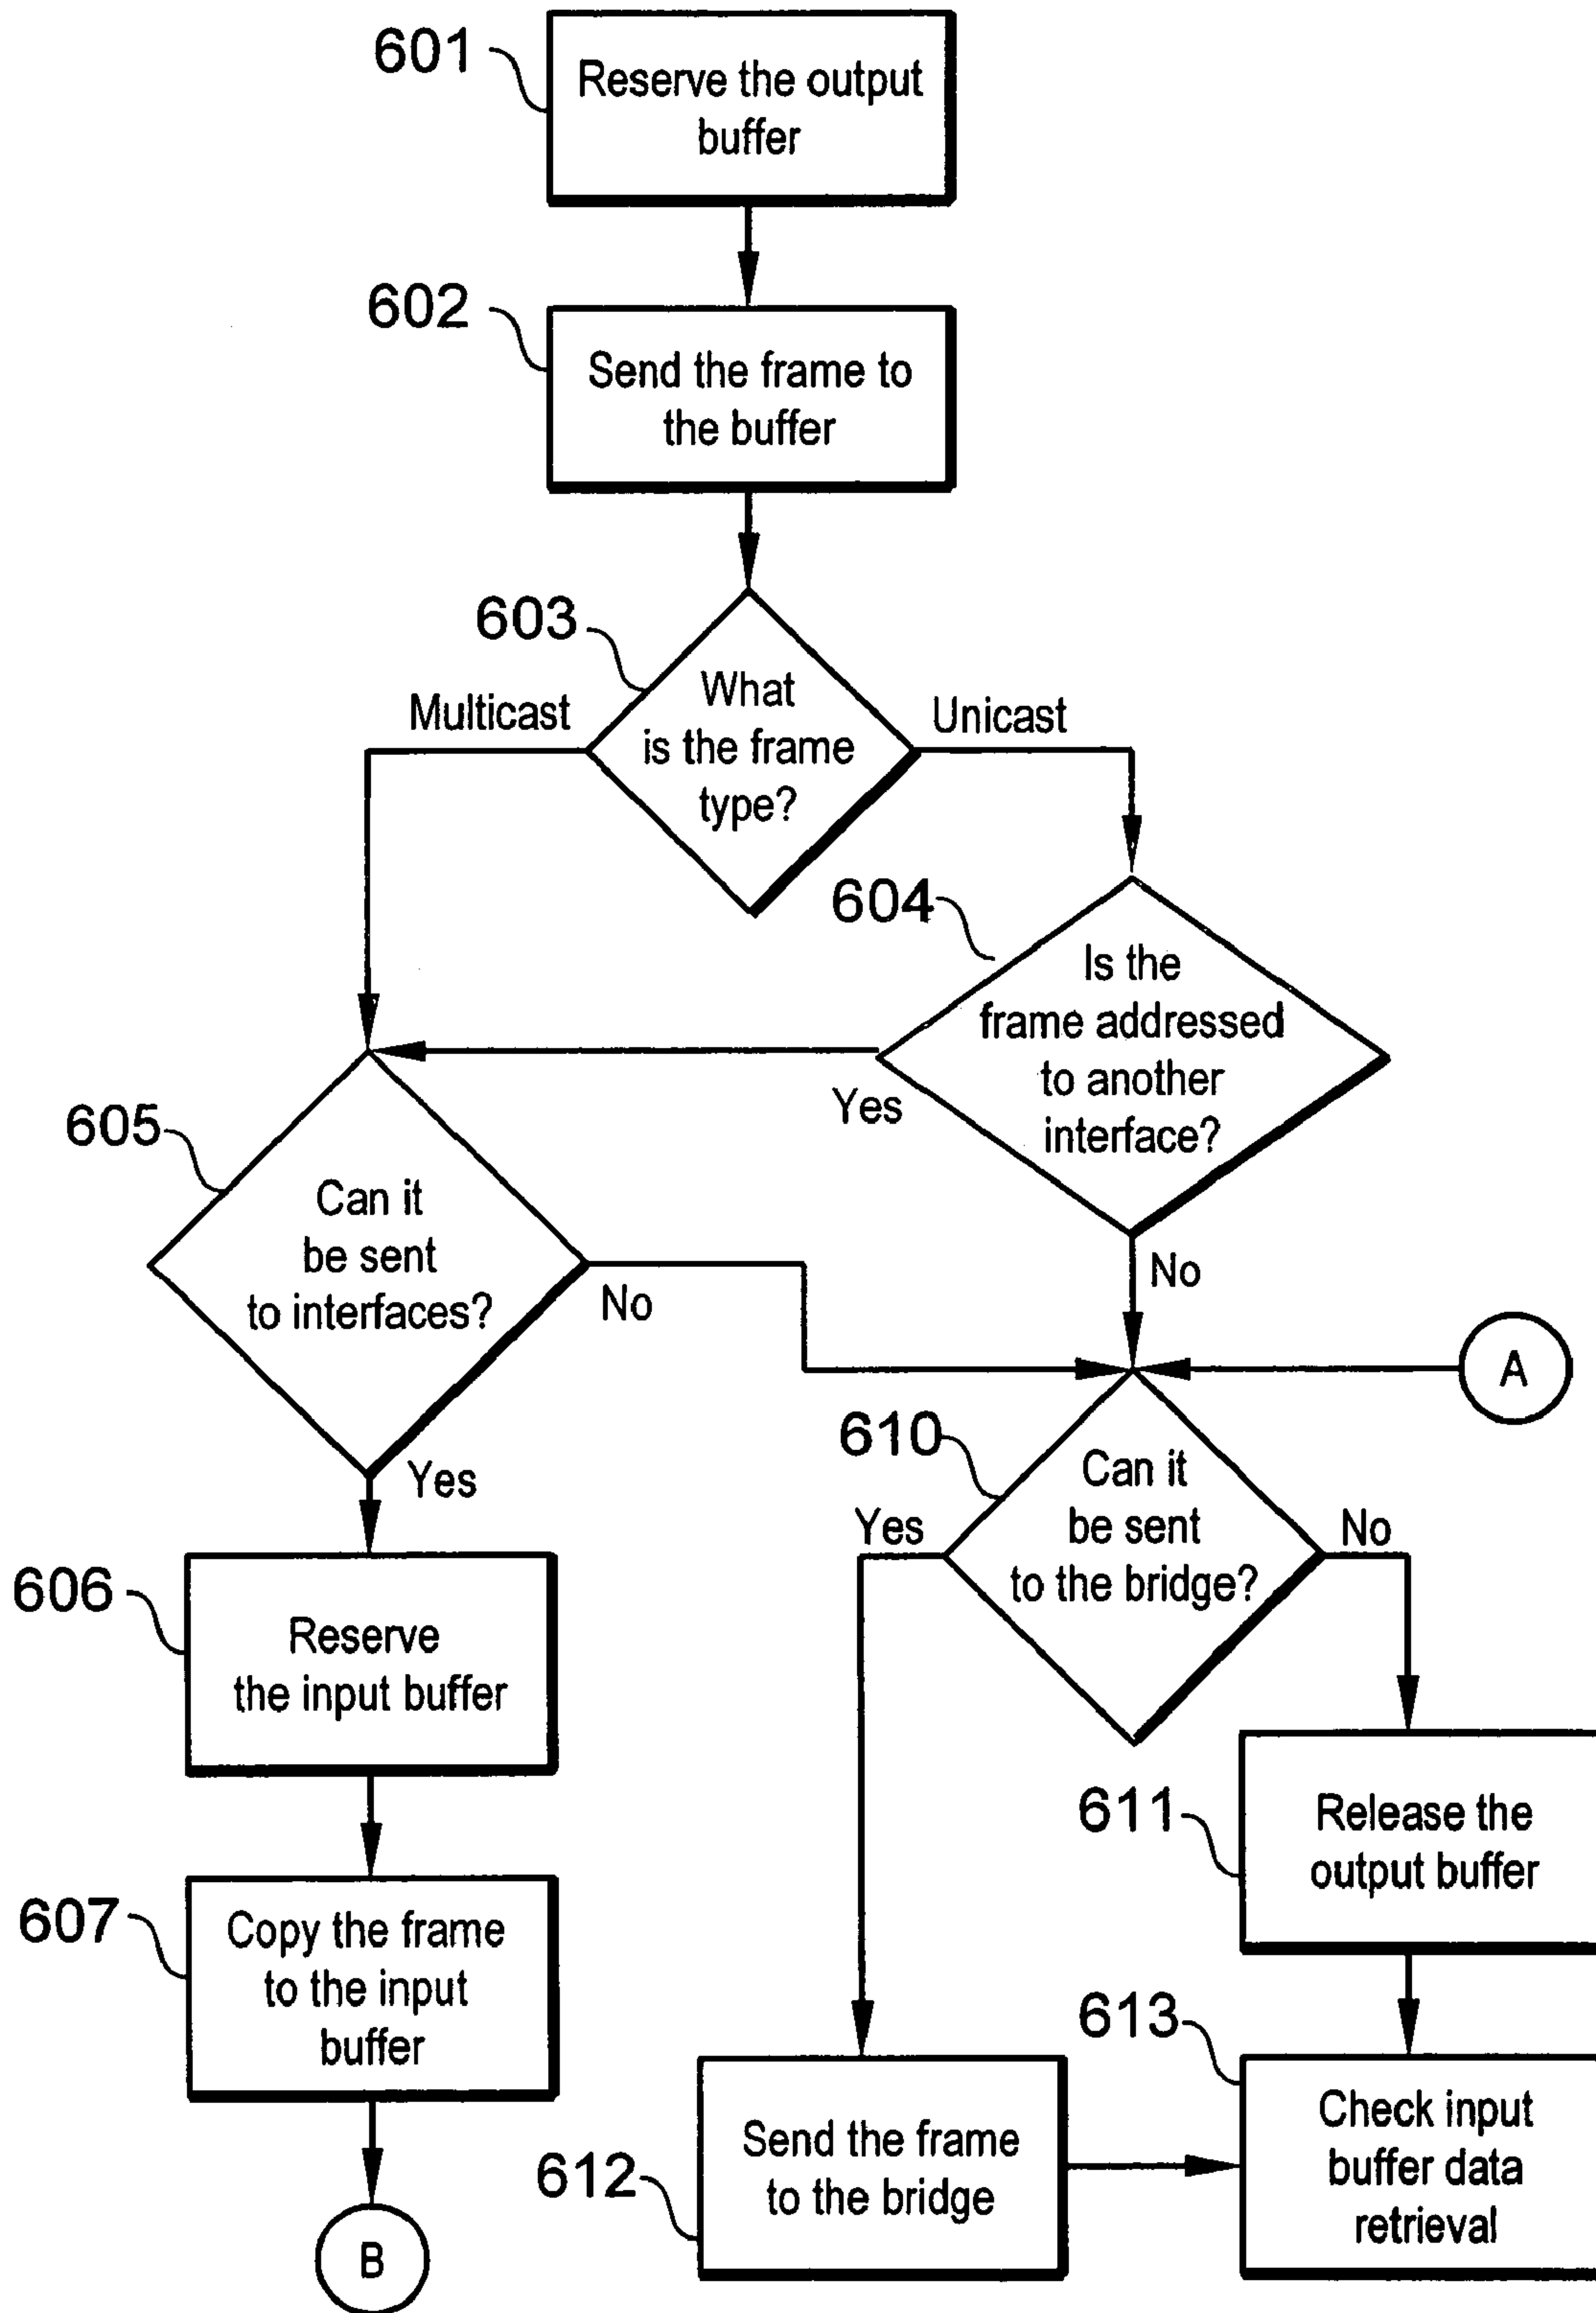 601
Reserve the output
buffer
602
Send the frame to
the buffer
603
What
is the frame
type?
Multicast
Unicast
604
Is the
frame addressed
to another
interface?
Yes
No
605
Can it
be sent
to interfaces?
No
Yes
A
610
Can it
be sent
to the bridge?
Yes
No
606
Reserve
the input buffer
611
Release the
output buffer
607
Copy the frame
to the input
buffer
613
Check input
buffer data
retrieval
612
Send the frame
to the bridge
B